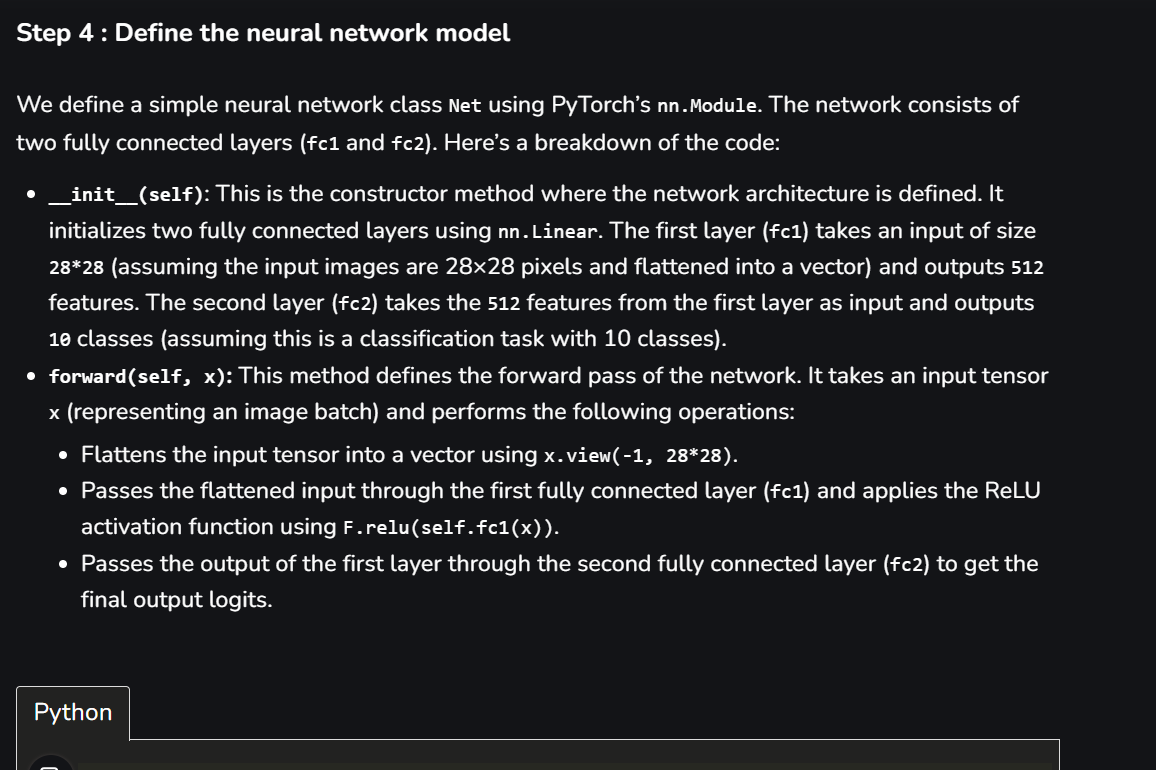 Step 4 : Define the neural network model
We define a simple neural network class Net using PyTorch’s nn.Module. The network consists of
two fully connected layers (fc1 and fc2). Here’s a breakdown of the code:
• __init__(self): This is the constructor method where the network architecture is defined. It
initializes two fully connected layers using nn.Linear. The first layer (fc1) takes an input of size
28*28 (assuming the input images are 28×28 pixels and flattened into a vector) and outputs 512
features. The second layer (fc2) takes the 512 features from the first layer as input and outputs
10 classes (assuming this is a classification task with 10 classes).
• forward(self, x): This method defines the forward pass of the network. It takes an input tensor
x (representing an image batch) and performs the following operations:
• Flattens the input tensor into a vector using x.view(-1, 28*28).
• Passes the flattened input through the first fully connected layer (fc1) and applies the ReLU
activation function using F.relu(self.fc1(x)).
• Passes the output of the first layer through the second fully connected layer (fc2) to get the
final output logits.
Python